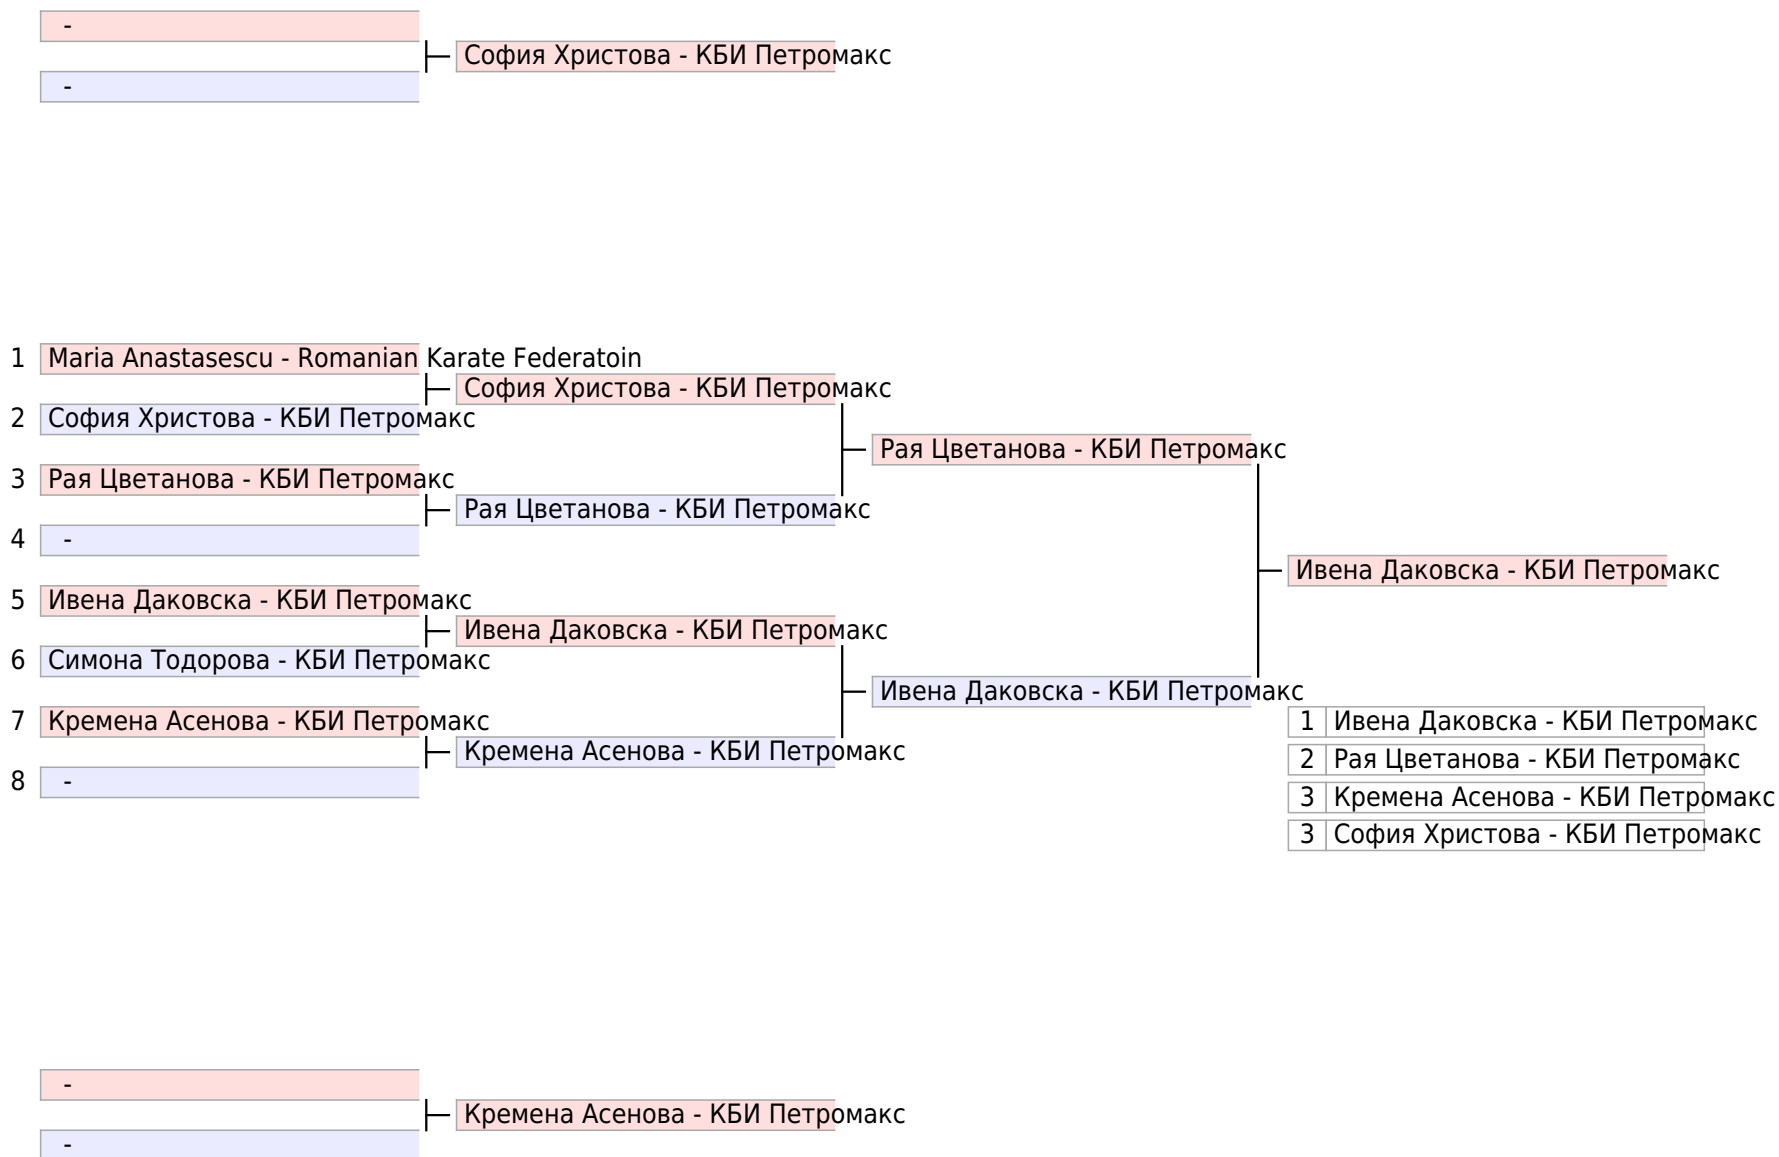 -
София Христова - КБИ Петромакс
-
1 Maria Anastasescu - Romanian Karate Federatoin
София Христова - КБИ Петромакс
2 София Христова - КБИ Петромакс
Рая Цветанова - КБИ Петромакс
3 Рая Цветанова - КБИ Петромакс
Рая Цветанова - КБИ Петромакс
4 -
Ивена Даковска - КБИ Петромакс
5 Ивена Даковска - КБИ Петромакс
Ивена Даковска - КБИ Петромакс
6 Симона Тодорова - КБИ Петромакс
Ивена Даковска - КБИ Петромакс
7 Кремена Асенова - КБИ Петромакс
Кремена Асенова - КБИ Петромакс
8 -
1 Ивена Даковска - КБИ Петромакс
2 Рая Цветанова - КБИ Петромакс
3 Кремена Асенова - КБИ Петромакс
3 София Христова - КБИ Петромакс
-
Кремена Асенова - КБИ Петромакс
-